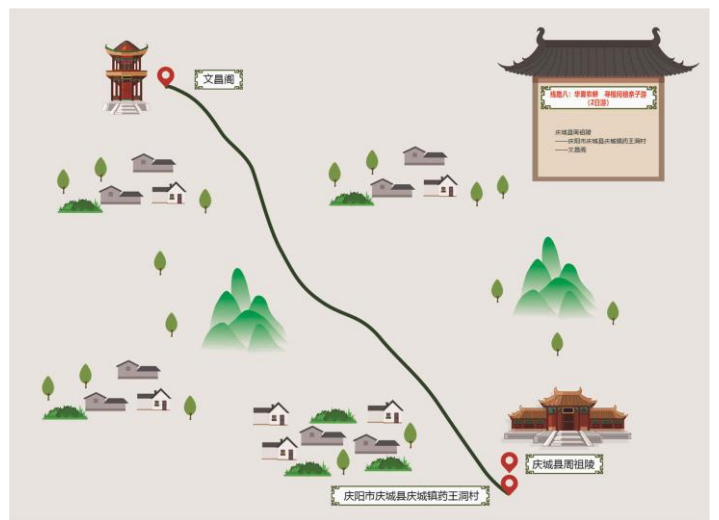 文昌阁
线路八：华夏农耕 寻根问祖亲子游
（2日游）
庆城县周祖陵
——庆阳市庆城县庆城镇药王洞村
——文昌阁
庆城县周祖陵
庆阳市庆城县庆城镇药王洞村